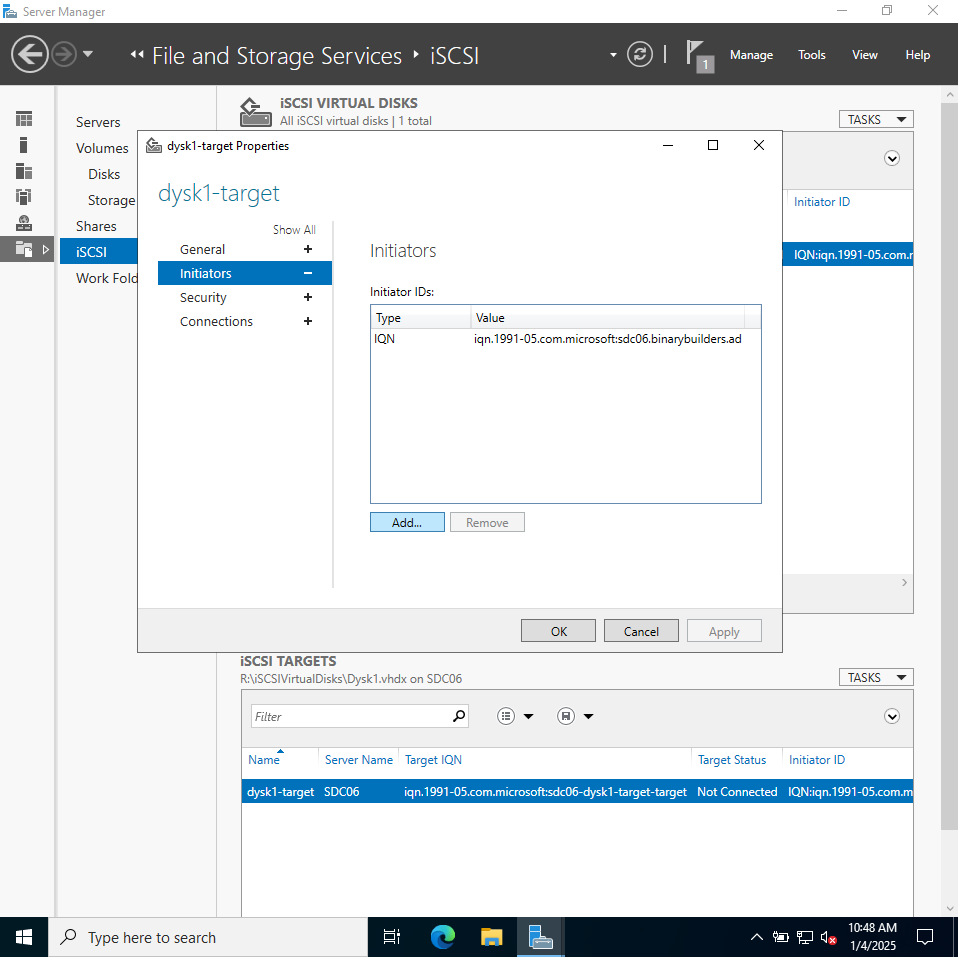 Server Manager
File and Storage Services iSCSI
1
Manage
Tools
View
Help
Servers
Volumes
Disks
Storage
Shares
iSCSI
Work Fold
iSCSI VIRTUAL DISKS
All iSCSI virtual disks | 1 total
TASKS
Initiator ID
IQN:iqn.1991-05.com.r
dysk1-target Properties
dysk1-target
Show All
General +
Initiators −
Security +
Connections +
Initiators
Initiator IDs:
Type Value
IQN iqn.1991-05.com.microsoft:sdc06.binarybuilders.ad
Add... Remove
OK Cancel Apply
iSCSI TARGETS
R:\iSCSIVirtualDisks\Dysk1.vhdx on SDC06
TASKS
Filter
Name Server Name Target IQN Target Status Initiator ID
dysk1-target SDC06 iqn.1991-05.com.microsoft:sdc06-dysk1-target-target Not Connected IQN:iqn.1991-05.com.m
Type here to search
10:48 AM
1/4/2025